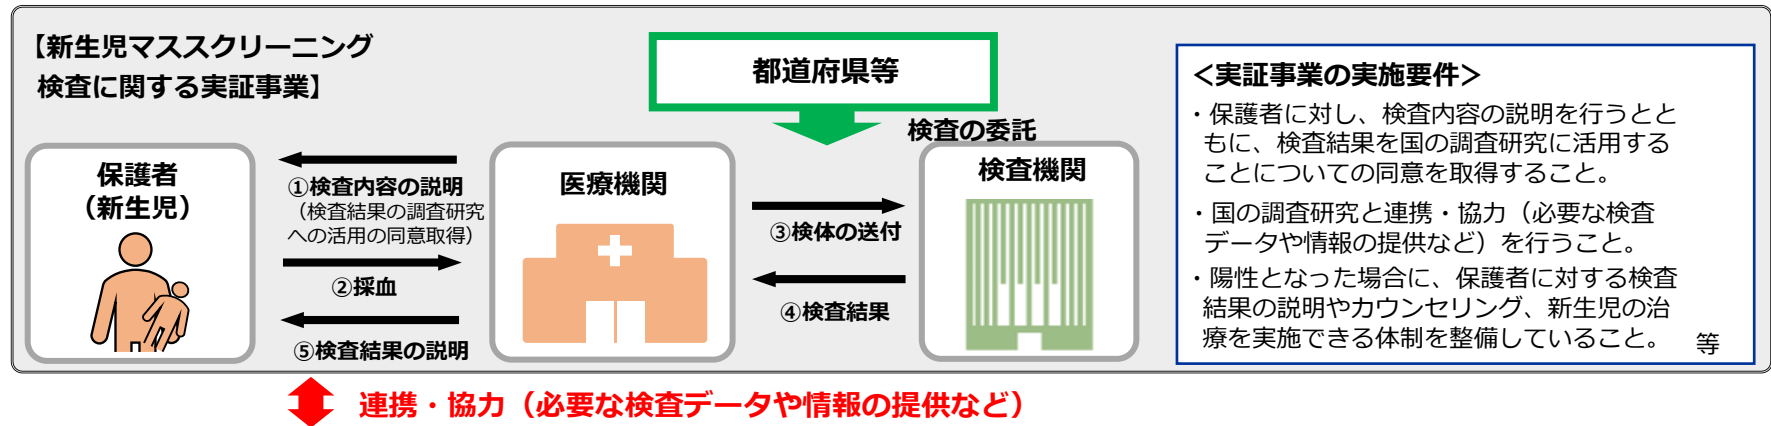 【新生児マススクリーニング
検査に関する実証事業】
都道府県等
検査の委託
保護者
（新生児）
①検査内容の説明
（検査結果の調査研究
への活用の同意取得）
②採血
⑤検査結果の説明
医療機関
③検体の送付
④検査結果
検査機関
＜実証事業の実施要件＞
・保護者に対し、検査内容の説明を行うとと
もに、検査結果を国の調査研究に活用する
ことについての同意を取得すること。
・国の調査研究と連携・協力（必要な検査
データや情報の提供など）を行うこと。
・陽性となった場合に、保護者に対する検査
結果の説明やカウンセリング、新生児の治
療を実施できる体制を整備していること。
等
連携・協力（必要な検査データや情報の提供など）